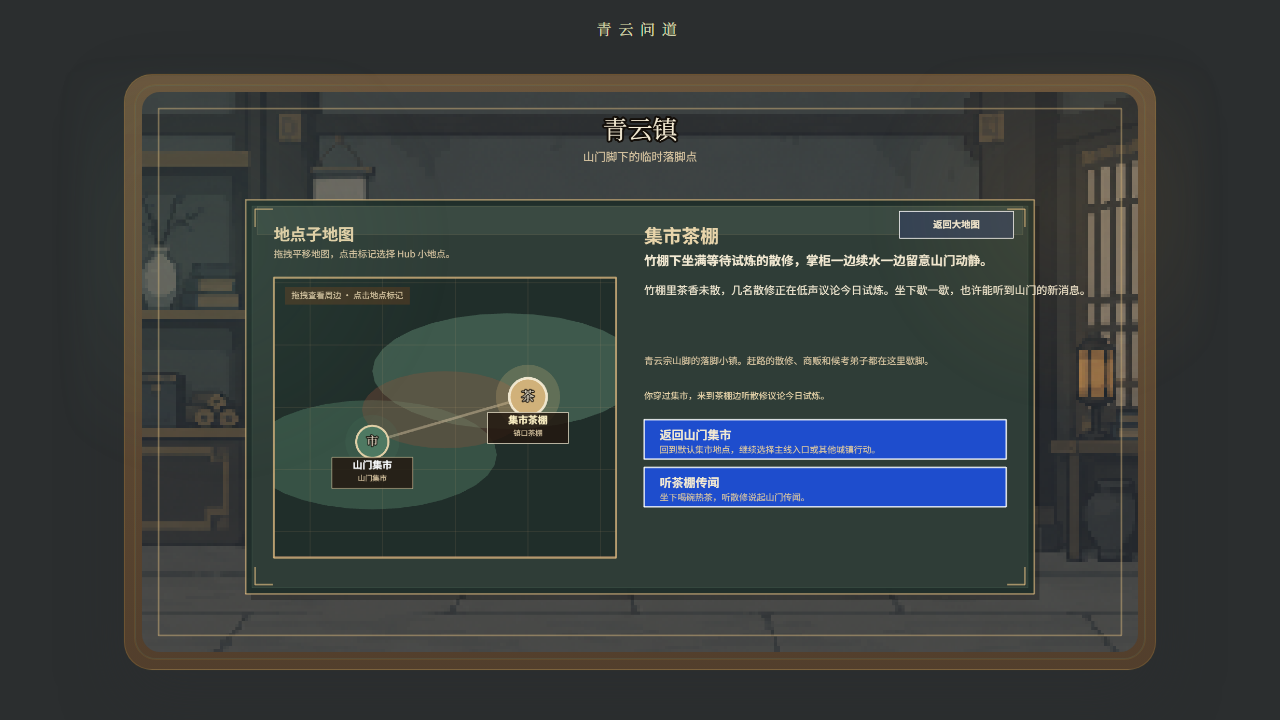 青云问道
青云镇
山门脚下的临时落脚点
地点子地图
拖拽平移地图，点击标记选择 Hub 小地点。
拖拽查看周边 · 点击地点标记
茶
集市茶棚
镇口茶棚
市
山门集市
山门集市
集市茶棚
返回大地图
竹棚下坐满等待试炼的散修，掌柜一边续水一边留意山门动静。
竹棚里茶香未散，几名散修正在低声议论今日试炼。坐下歇一歇，也许能听到山门的新消息。
青云宗山脚的落脚小镇。赶路的散修、商贩和候考弟子都在这里歇脚。
你穿过集市，来到茶棚边听散修议论今日试炼。
返回山门集市
回到默认集市地点，继续选择主线入口或其他城镇行动。
听茶棚传闻
坐下喝碗热茶，听散修说起山门传闻。